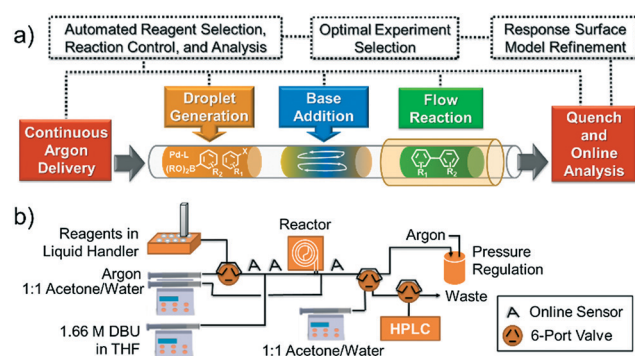 a)
Automated Reagent Selection,
Reaction Control, and Analysis
Optimal Experiment
Selection
Response Surface
Model Refinement
Droplet
Generation
Base
Addition
Flow
Reaction
Continuous
Argon
Delivery
Pd-L
(RO)₂B
R₂
X
R₁
R₁
R₂
Quench
and
Online
Analysis
b)
Reagents in
Liquid Handler
Reactor
Argon
Pressure
Regulation
Argon
1:1 Acetone/Water
Waste
HPLC
1.66 M DBU
in THF
1:1 Acetone/Water
Online Sensor
6-Port Valve